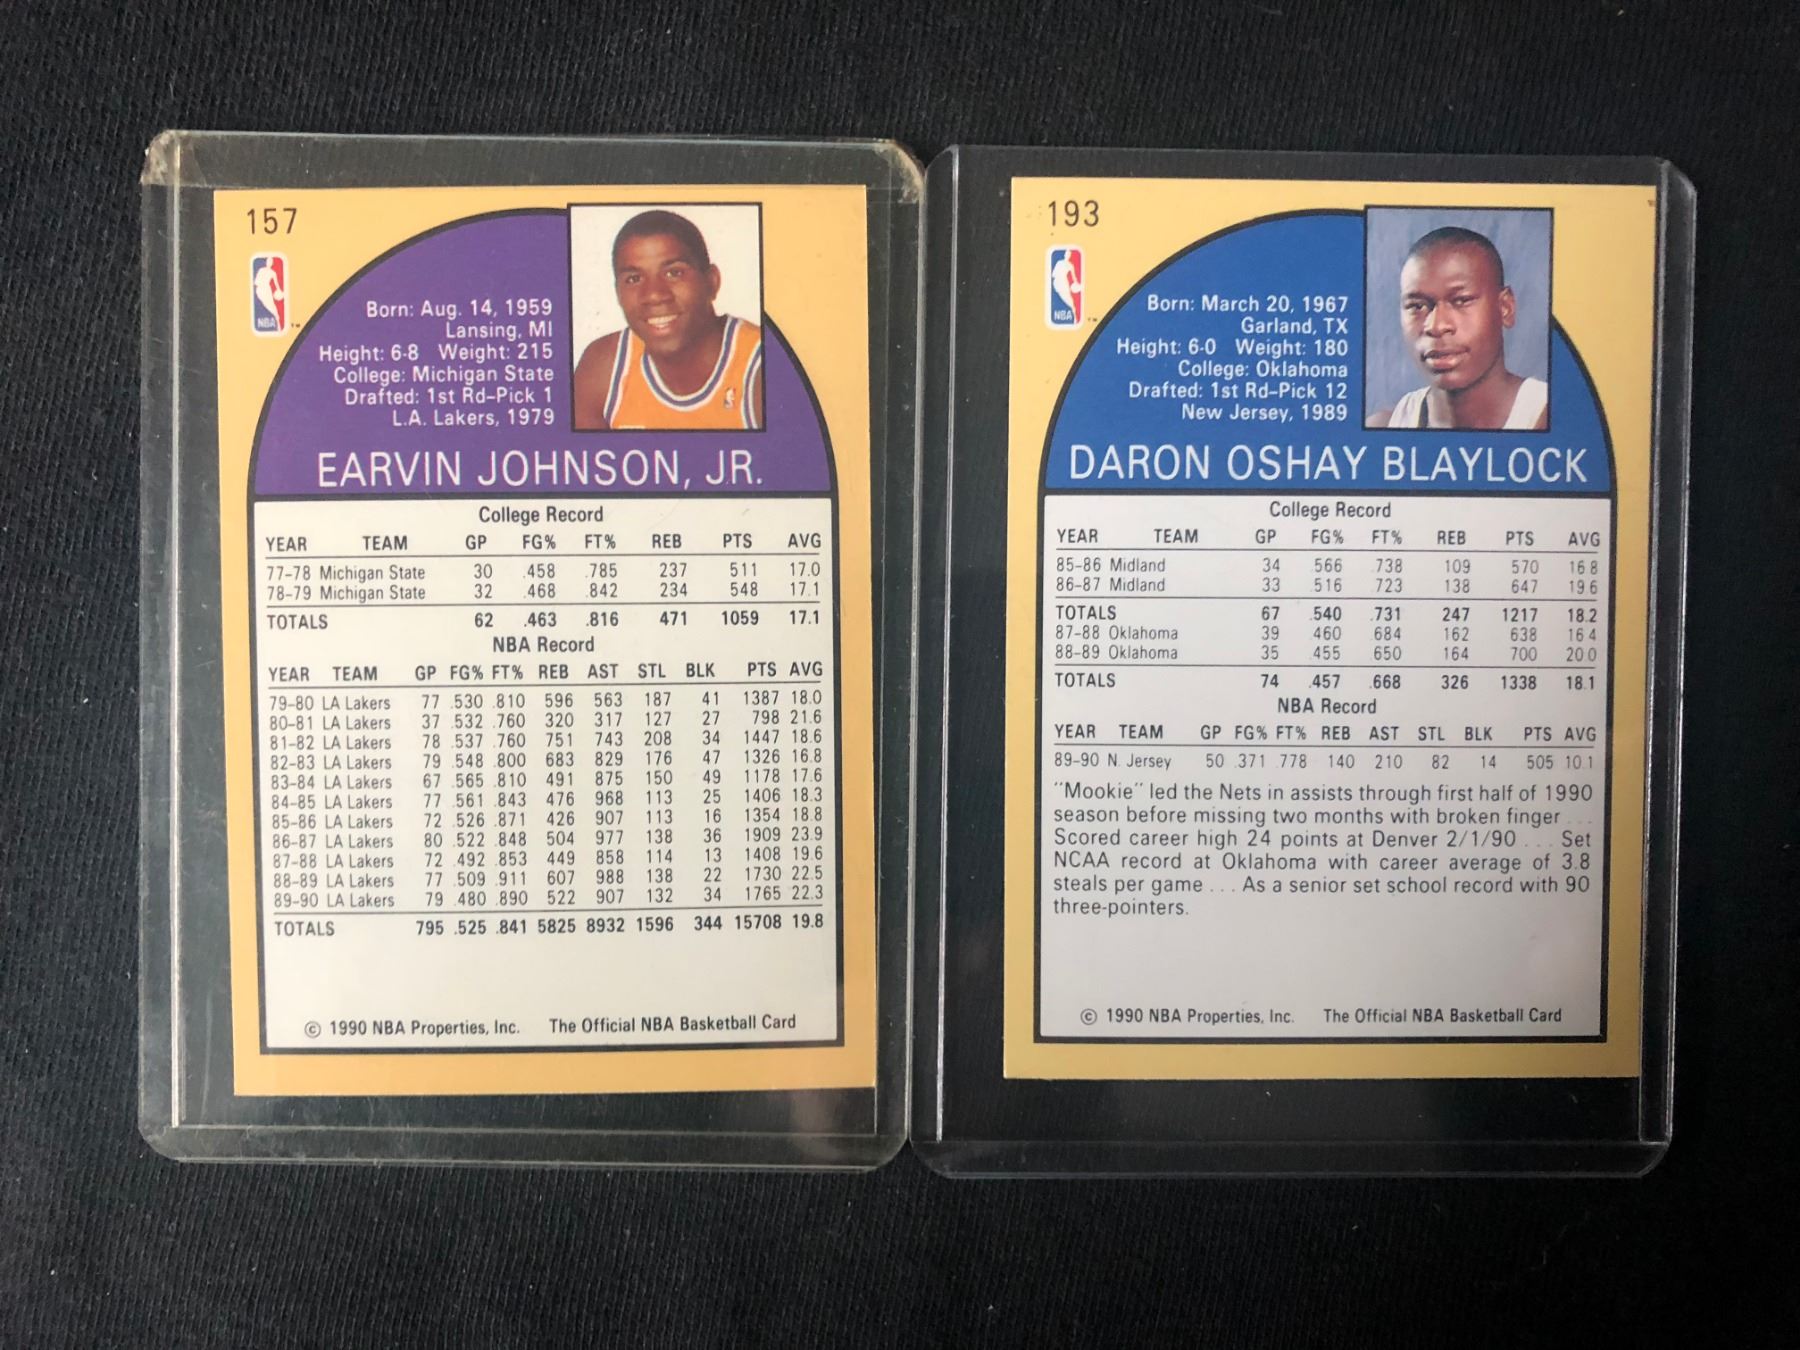 157
NBA
Born: Aug. 14, 1959
Lansing, MI
Height: 6-8 Weight: 215
College: Michigan State
Drafted: 1st Rd-Pick 1
L.A. Lakers, 1979
EARVIN JOHNSON, JR.
College Record
YEAR TEAM GP FG% FT% REB PTS AVG
77-78 Michigan State 30 .458 .785 237 511 17.0
78-79 Michigan State 32 .468 .842 234 548 17.1
TOTALS 62 .463 .816 471 1059 17.1
NBA Record
YEAR TEAM GP FG% FT% REB AST STL BLK PTS AVG
79-80 LA Lakers 77 .530 .810 596 563 187 41 1387 18.0
80-81 LA Lakers 37 .532 .760 320 317 127 27 798 21.6
81-82 LA Lakers 78 .537 .760 751 743 208 34 1447 18.6
82-83 LA Lakers 79 .548 .800 683 829 176 47 1326 16.8
83-84 LA Lakers 67 .565 .810 491 875 150 49 1178 17.6
84-85 LA Lakers 77 .561 .843 476 968 113 25 1406 18.3
85-86 LA Lakers 72 .526 .871 426 907 113 16 1354 18.8
86-87 LA Lakers 80 .522 .848 504 977 138 36 1909 23.9
87-88 LA Lakers 72 .492 .853 449 858 114 13 1408 19.6
88-89 LA Lakers 77 .509 .911 607 988 138 22 1730 22.5
89-90 LA Lakers 79 .480 .890 522 907 132 34 1765 22.3
TOTALS 795 .525 .841 5825 8932 1596 344 15708 19.8
© 1990 NBA Properties, Inc. The Official NBA Basketball Card
193
NBA
Born: March 20, 1967
Garland, TX
Height: 6-0 Weight: 180
College: Oklahoma
Drafted: 1st Rd-Pick 12
New Jersey, 1989
DARON OSHAY BLAYLOCK
College Record
YEAR TEAM GP FG% FT% REB PTS AVG
85-86 Midland 34 .566 .738 109 570 16.8
86-87 Midland 33 .516 .723 138 647 19.6
TOTALS 67 .540 .731 247 1217 18.2
87-88 Oklahoma 39 .460 .684 162 638 16.4
88-89 Oklahoma 35 .455 .650 164 700 20.0
TOTALS 74 .457 .668 326 1338 18.1
NBA Record
YEAR TEAM GP FG% FT% REB AST STL BLK PTS AVG
89-90 N. Jersey 50 .371 .778 140 210 82 14 505 10.1
"Mookie" led the Nets in assists through first half of 1990
season before missing two months with broken finger . . .
Scored career high 24 points at Denver 2/1/90 . . . Set
NCAA record at Oklahoma with career average of 3.8
steals per game . . . As a senior set school record with 90
three-pointers.
© 1990 NBA Properties, Inc. The Official NBA Basketball Card